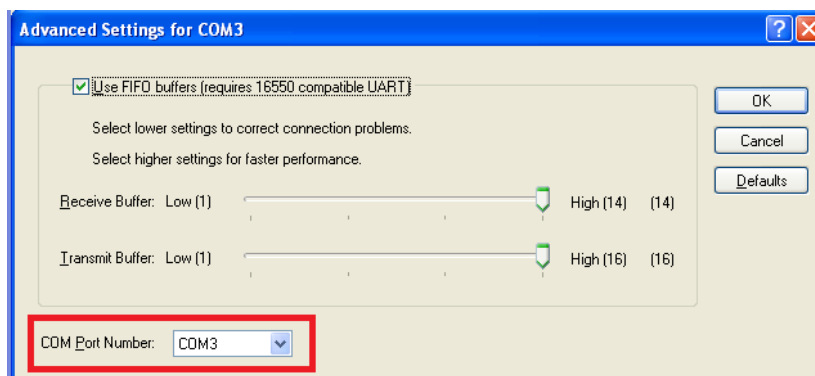 Advanced Settings for COM3
Use FIFO buffers (requires 16550 compatible UART)
OK
Select lower settings to correct connection problems.
Cancel
Select higher settings for faster performance.
Defaults
Receive Buffer: Low (1) High (14) (14)
Transmit Buffer: Low (1) High (16) (16)
COM Port Number: COM3